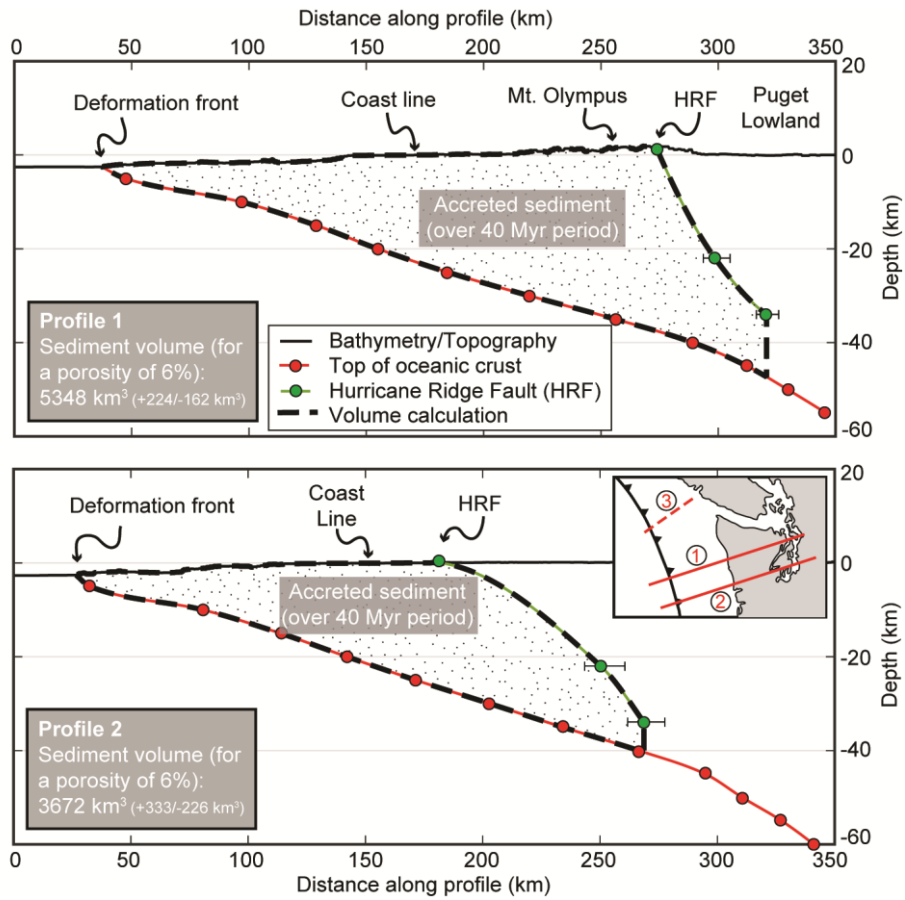 Distance along profile (km)
0 50 100 150 200 250 300 350
20
Deformation front
Coast line
Mt. Olympus
HRF
Puget
Lowland
0
Accreted sediment
(over 40 Myr period)
-20
Depth (km)
Profile 1
Sediment volume (for
a porosity of 6%):
5348 km³ (+224/-162 km³)
Bathymetry/Topography
Top of oceanic crust
Hurricane Ridge Fault (HRF)
Volume calculation
-40
-60
20
Deformation front
Coast
Line
HRF
3
1
2
0
Accreted sediment
(over 40 Myr period)
-20
Depth (km)
Profile 2
Sediment volume (for
a porosity of 6%):
3672 km³ (+333/-226 km³)
-40
-60
0 50 100 150 200 250 300 350
Distance along profile (km)